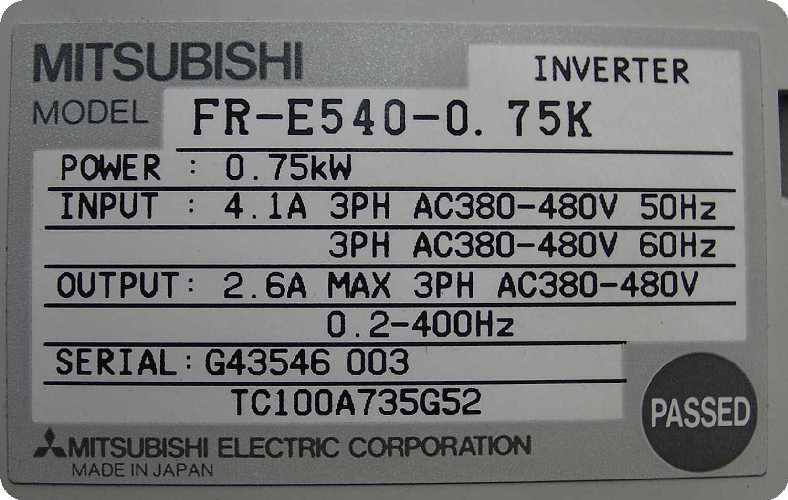 MITSUBISHI INVERTER
MODEL FR-E540-0.75K
POWER : 0.75kW
INPUT : 4.1A 3PH AC380-480V 50Hz
3PH AC380-480V 60Hz
OUTPUT : 2.6A MAX 3PH AC380-480V
0.2-400Hz
SERIAL : G43546 003
TC100A735G52
PASSED
MITSUBISHI ELECTRIC CORPORATION
MADE IN JAPAN